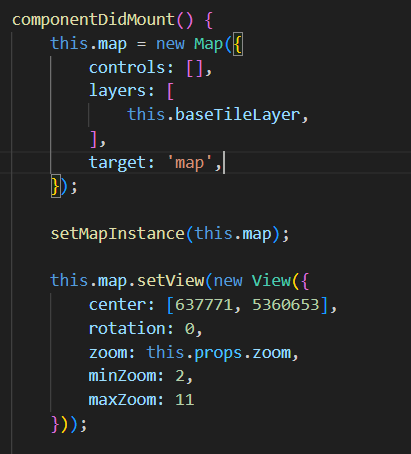 componentDidMount() {
    this.map = new Map({
        controls: [],
        layers: [
            this.baseTileLayer,
        ],
        target: 'map',
    });

    setMapInstance(this.map);

    this.map.setView(new View({
        center: [637771, 5360653],
        rotation: 0,
        zoom: this.props.zoom,
        minZoom: 2,
        maxZoom: 11
    }));